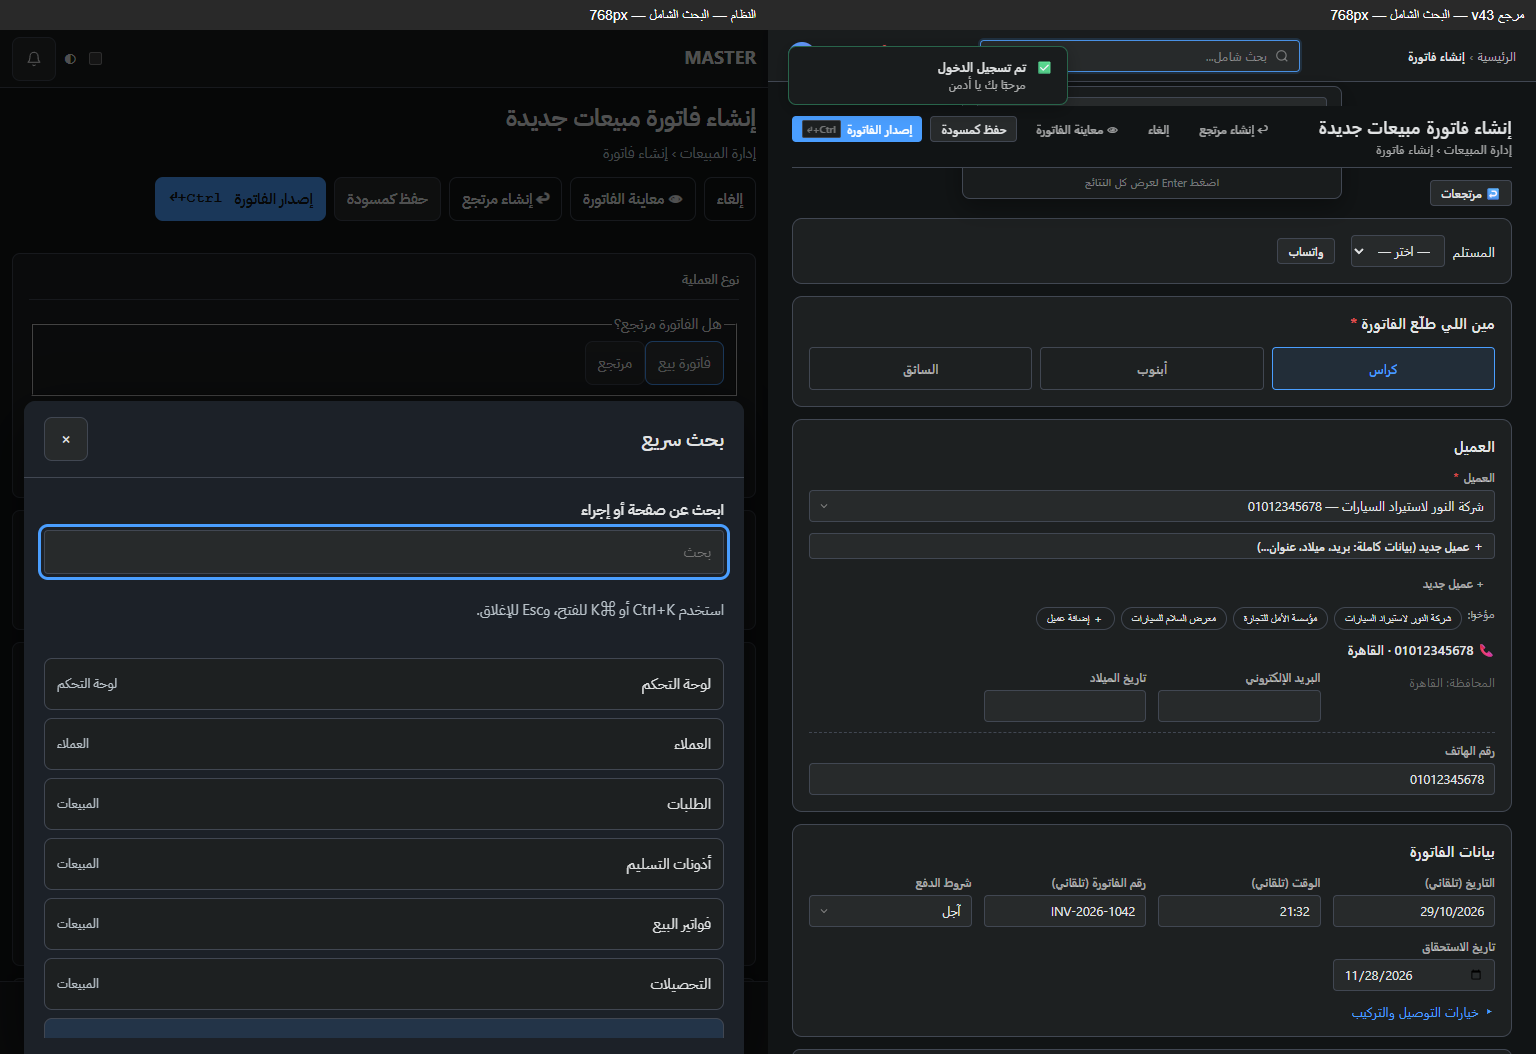 مرجع v43 — البحث الشامل — 768px
الرئيسية › إنشاء فاتورة
بحث شامل...
تم تسجيل الدخول
مرحبًا بك يا أدمن
إنشاء فاتورة مبيعات جديدة
إدارة المبيعات › إنشاء فاتورة
إنشاء مرتجع
معاينة الفاتورة
إلغاء
حفظ كمسودة
إصدار الفاتورة Ctrl+↵
اضغط Enter لعرض كل النتائج
مرتجعات
المستلم
— اختر —
واتساب
مين اللي طلّع الفاتورة *
كراس
أبنوب
السائق
العميل
العميل *
شركة النور لاستيراد السيارات — 01012345678
+ عميل جديد (بيانات كاملة: بريد، ميلاد، عنوان...)
+ عميل جديد
مؤخرًا:
شركة النور لاستيراد السيارات
مؤسسة الأمل للتجارة
معرض السلام للسيارات
+ إضافة عميل
01012345678 · القاهرة
المحافظة: القاهرة
البريد الإلكتروني
تاريخ الميلاد
رقم الهاتف
01012345678
بيانات الفاتورة
التاريخ (تلقائي)
الوقت (تلقائي)
رقم الفاتورة (تلقائي)
شروط الدفع
29/10/2026
21:32
INV-2026-1042
آجل
تاريخ الاستحقاق
11/28/2026
خيارات التوصيل والتركيب
النظام — البحث الشامل — 768px
MASTER
إنشاء فاتورة مبيعات جديدة
إدارة المبيعات › إنشاء فاتورة
إلغاء
معاينة الفاتورة
إنشاء مرتجع
حفظ كمسودة
إصدار الفاتورة Ctrl+↵
نوع العملية
هل الفاتورة مرتجع؟
فاتورة بيع
مرتجع
بحث سريع
×
ابحث عن صفحة أو إجراء
بحث
استخدم Ctrl+K أو ⌘K للفتح، وEsc للإغلاق.
لوحة التحكم
لوحة التحكم
العملاء
العملاء
الطلبات
المبيعات
أذونات التسليم
المبيعات
فواتير البيع
المبيعات
التحصيلات
المبيعات